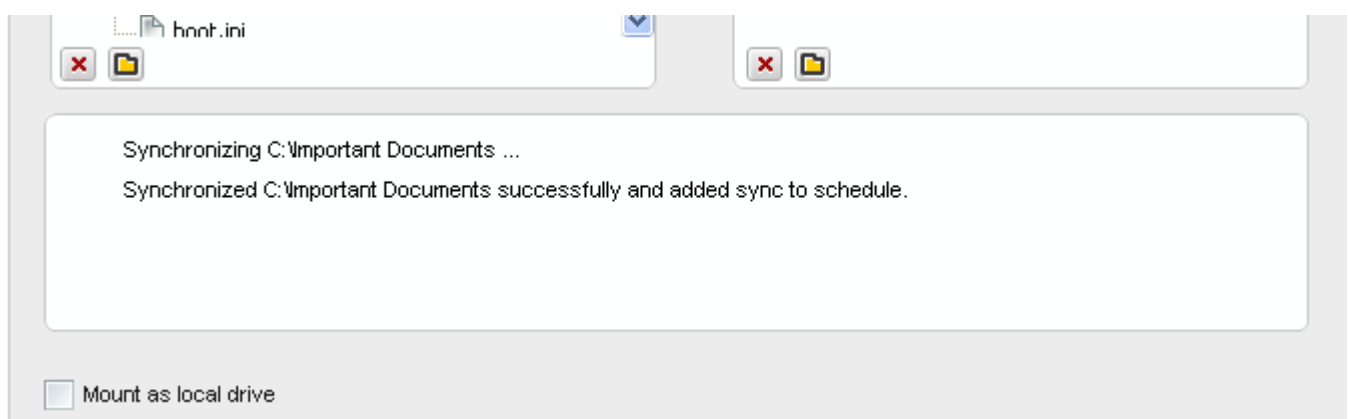 boot.ini
Synchronizing C:\Important Documents ...
Synchronized C:\Important Documents successfully and added sync to schedule.
Mount as local drive